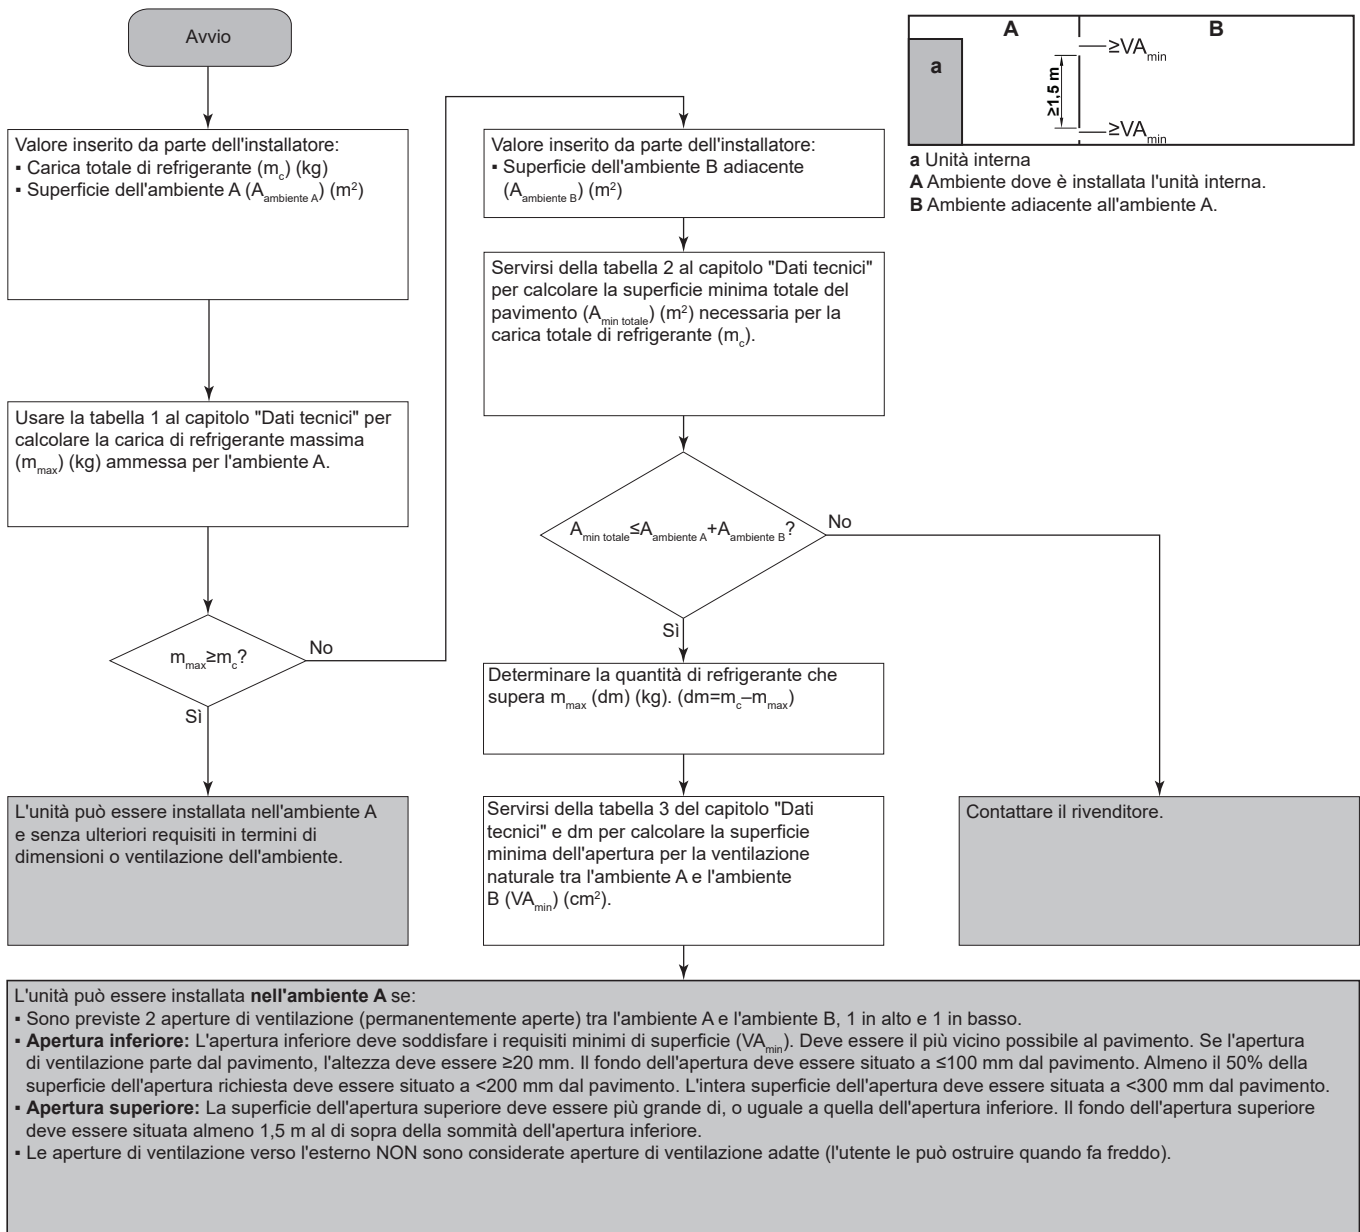 Avvio
Valore inserito da parte dell'installatore:
▪ Carica totale di refrigerante (mc) (kg)
▪ Superficie dell'ambiente A (Aambiente A) (m²)
Usare la tabella 1 al capitolo "Dati tecnici" per
calcolare la carica di refrigerante massima
(mmax) (kg) ammessa per l'ambiente A.
mmax≥mc?
No
Sì
L'unità può essere installata nell'ambiente A
e senza ulteriori requisiti in termini di
dimensioni o ventilazione dell'ambiente.
Valore inserito da parte dell'installatore:
▪ Superficie dell'ambiente B adiacente
(Aambiente B) (m²)
Servirsi della tabella 2 al capitolo "Dati tecnici"
per calcolare la superficie minima totale del
pavimento (Amin totale) (m²) necessaria per la
carica totale di refrigerante (mc).
Amin totale≤Aambiente A+Aambiente B?
No
Sì
Determinare la quantità di refrigerante che
supera mmax (dm) (kg). (dm=mc–mmax)
Servirsi della tabella 3 del capitolo "Dati
tecnici" e dm per calcolare la superficie
minima dell'apertura per la ventilazione
naturale tra l'ambiente A e l'ambiente
B (VAmin) (cm²).
Contattare il rivenditore.
A
B
a
≥VAmin
≥1,5 m
≥VAmin
a Unità interna
A Ambiente dove è installata l'unità interna.
B Ambiente adiacente all'ambiente A.
L'unità può essere installata nell'ambiente A se:
▪ Sono previste 2 aperture di ventilazione (permanentemente aperte) tra l'ambiente A e l'ambiente B, 1 in alto e 1 in basso.
▪ Apertura inferiore: L'apertura inferiore deve soddisfare i requisiti minimi di superficie (VAmin). Deve essere il più vicino possibile al pavimento. Se l'apertura
di ventilazione parte dal pavimento, l'altezza deve essere ≥20 mm. Il fondo dell'apertura deve essere situato a ≤100 mm dal pavimento. Almeno il 50% della
superficie dell'apertura richiesta deve essere situato a <200 mm dal pavimento. L'intera superficie dell'apertura deve essere situata a <300 mm dal pavimento.
▪ Apertura superiore: La superficie dell'apertura superiore deve essere più grande di, o uguale a quella dell'apertura inferiore. Il fondo dell'apertura superiore
deve essere situata almeno 1,5 m al di sopra della sommità dell'apertura inferiore.
▪ Le aperture di ventilazione verso l'esterno NON sono considerate aperture di ventilazione adatte (l'utente le può ostruire quando fa freddo).